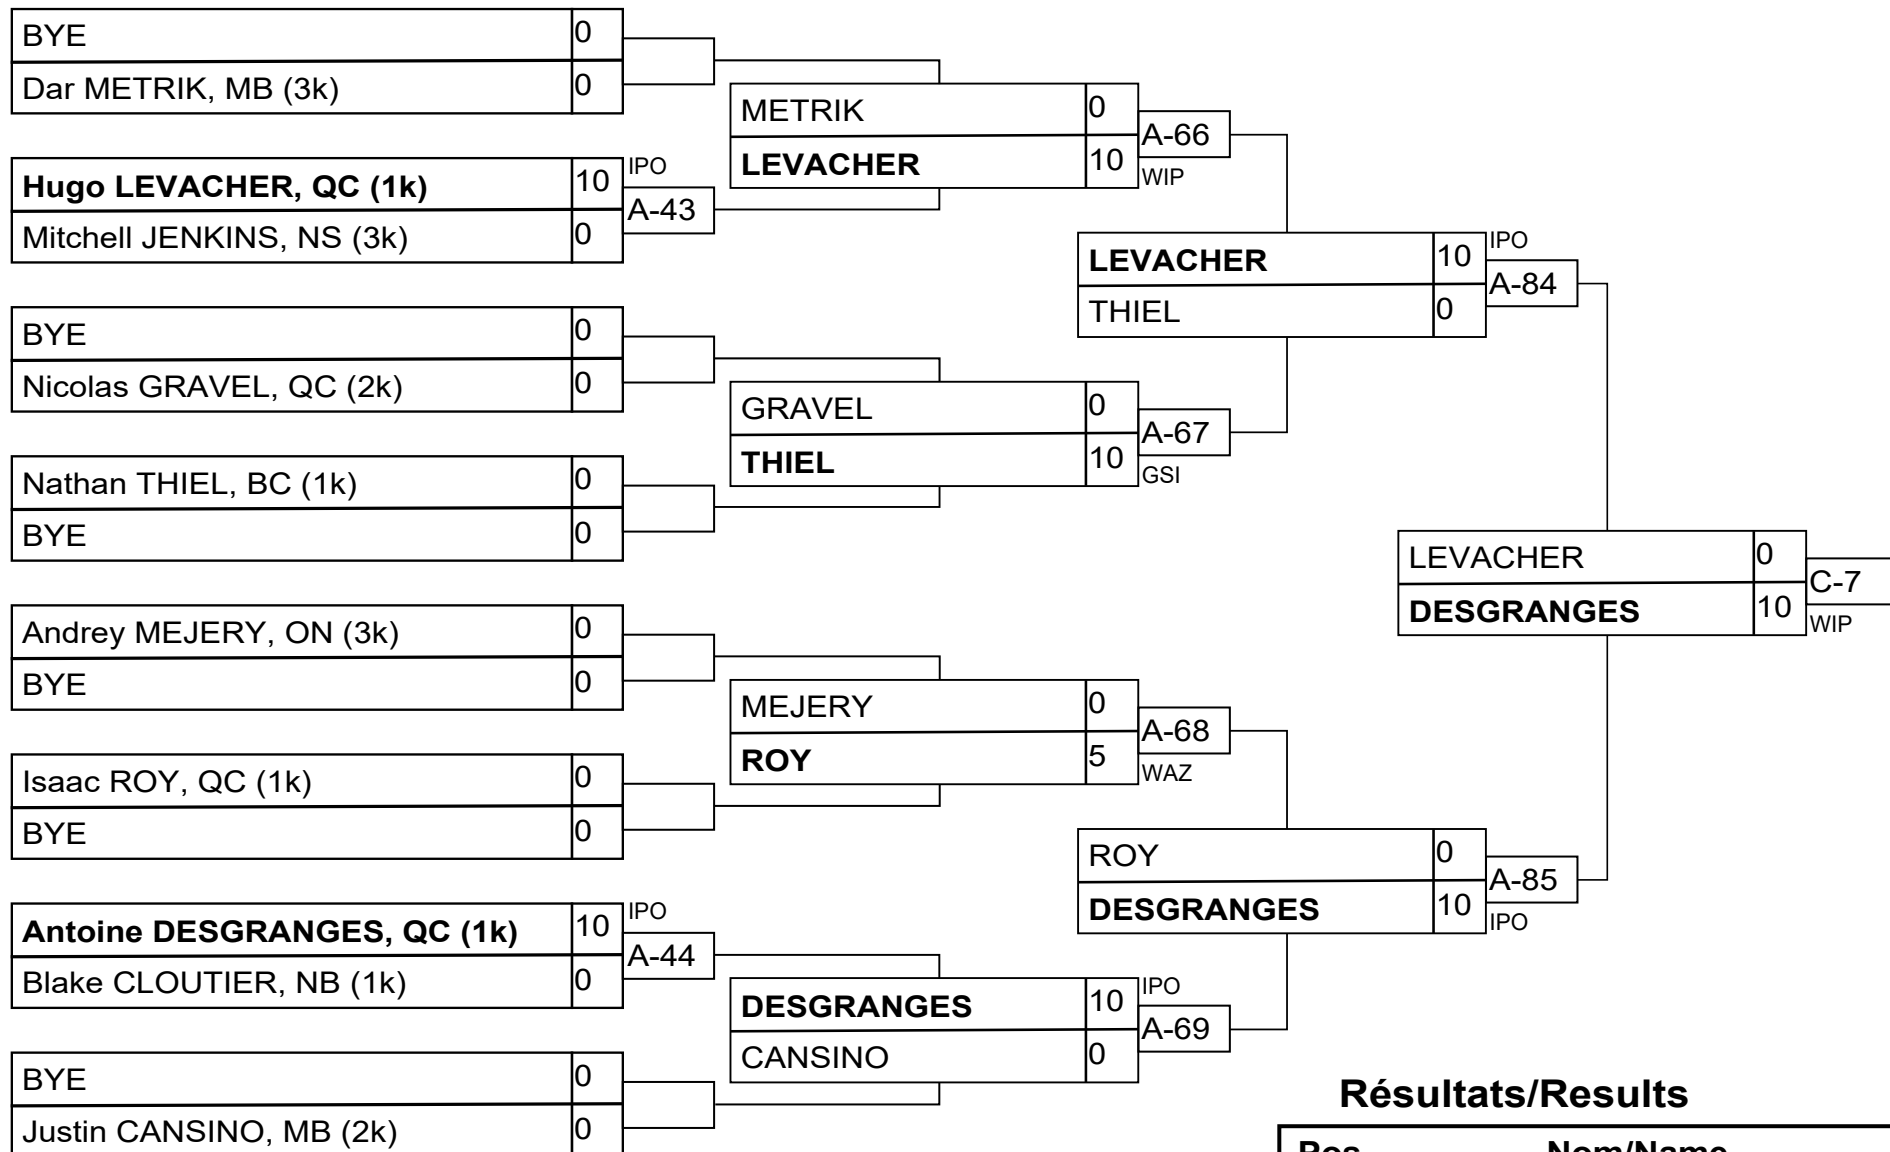 BYE 0
Dar METRIK, MB (3k) 0
Hugo LEVACHER, QC (1k) 10 IPO
A-43
Mitchell JENKINS, NS (3k) 0
BYE 0
Nicolas GRAVEL, QC (2k) 0
Nathan THIEL, BC (1k) 0
BYE 0
Andrey MEJERY, ON (3k) 0
BYE 0
Isaac ROY, QC (1k) 0
BYE 0
Antoine DESGRANGES, QC (1k) 10 IPO
A-44
Blake CLOUTIER, NB (1k) 0
BYE 0
Justin CANSINO, MB (2k) 0
METRIK 0
A-66
LEVACHER 10 WIP
GRAVEL 0
A-67
THIEL 10 GSI
MEJERY 0
A-68
ROY 5 WAZ
DESGRANGES 10 IPO
A-69
CANSINO 0
LEVACHER 10 IPO
A-84
THIEL 0
ROY 0
A-85
DESGRANGES 10 IPO
LEVACHER 0
C-7
DESGRANGES 10 WIP
Résultats/Results
Pos Nom/Name